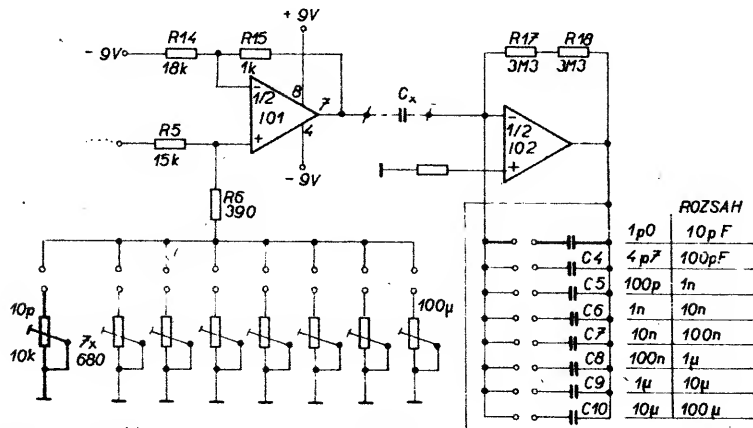 + 9V
- 9V R14 R15
18k 1k
8
1/2
IO1
7
4
- 9V
Cx
R17 R18
3M3 3M3
1/2
IO2
R5
15k
R6
390
10p
10k
7x
680
100μ
ROZSAH
1p0 10pF
C4 4p7 100pF
C5 100p 1n
C6 1n 10n
C7 10n 100n
C8 100n 1μ
C9 1μ 10μ
C10 10μ 100μ